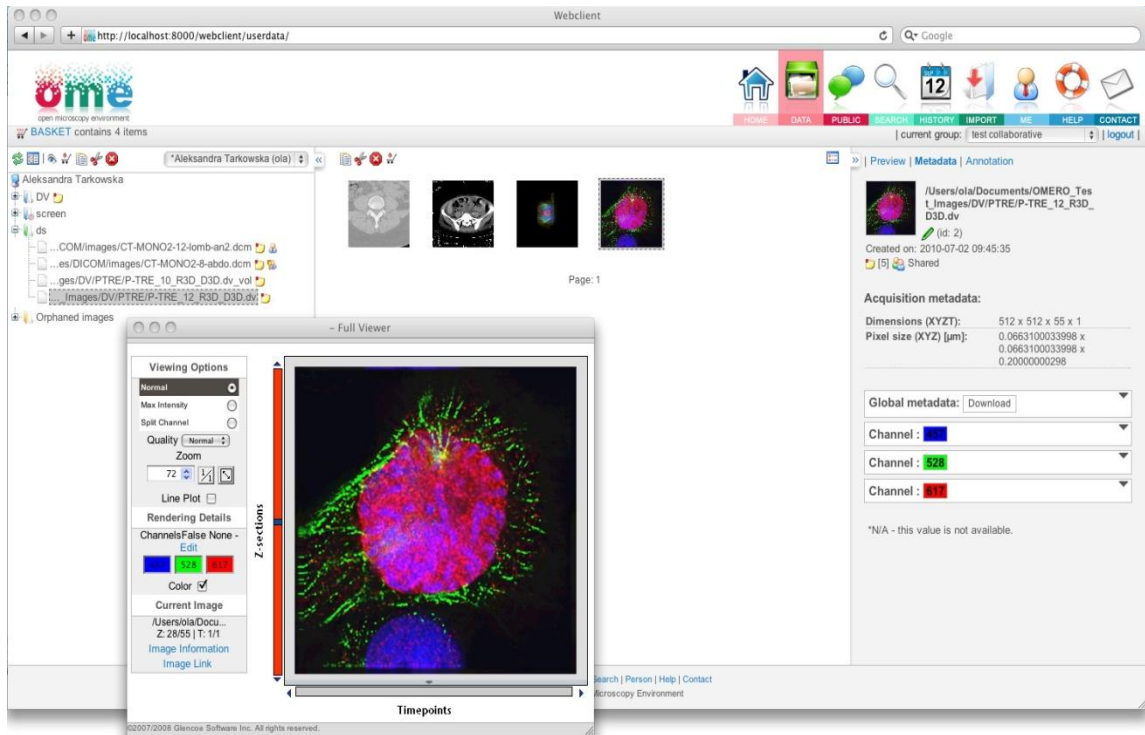 Webclient
http://localhost:8000/webclient/userdata/
Google
ome
open microscopy environment
HOME DATA PUBLIC SEARCH HISTORY IMPORT ME HELP CONTACT
12
BASKET contains 4 items
| current group: test collaborative | logout |
*Aleksandra Tarkowska (ola)
Aleksandra Tarkowska
DV
screen
ds
...COM/images/CT-MONO2-12-lomb-an2.dcm
...es/DICOM/images/CT-MONO2-8-abdo.dcm
...ges/DV/PTRE/P-TRE_10_R3D_D3D.dv_vol
..._Images/DV/PTRE/P-TRE_12_R3D_D3D.dv
Orphaned images
Page: 1
| Preview | Metadata | Annotation
/Users/ola/Documents/OMERO_Tes
t_Images/DV/PTRE/P-TRE_12_R3D_
D3D.dv
(id: 2)
Created on: 2010-07-02 09:45:35
[5] Shared
Acquisition metadata:
Dimensions (XYZT): 512 x 512 x 55 x 1
Pixel size (XYZ) [µm]: 0.0663100033998 x
0.0663100033998 x
0.20000000298
Global metadata: Download
Channel : 457
Channel : 528
Channel : 617
*N/A - this value is not available.
– Full Viewer
Viewing Options
Normal
Max Intensity
Split Channel
Quality Normal
Zoom
72 1/1
Line Plot
Rendering Details
ChannelsFalse None -
Edit
457 528 617
Color
Current Image
/Users/ola/Docu...
Z: 28/55 | T: 1/1
Image Information
Image Link
Z-sections
Timepoints
©2007/2008 Glencoe Software Inc. All rights reserved.
Search | Person | Help | Contact
Microscopy Environment